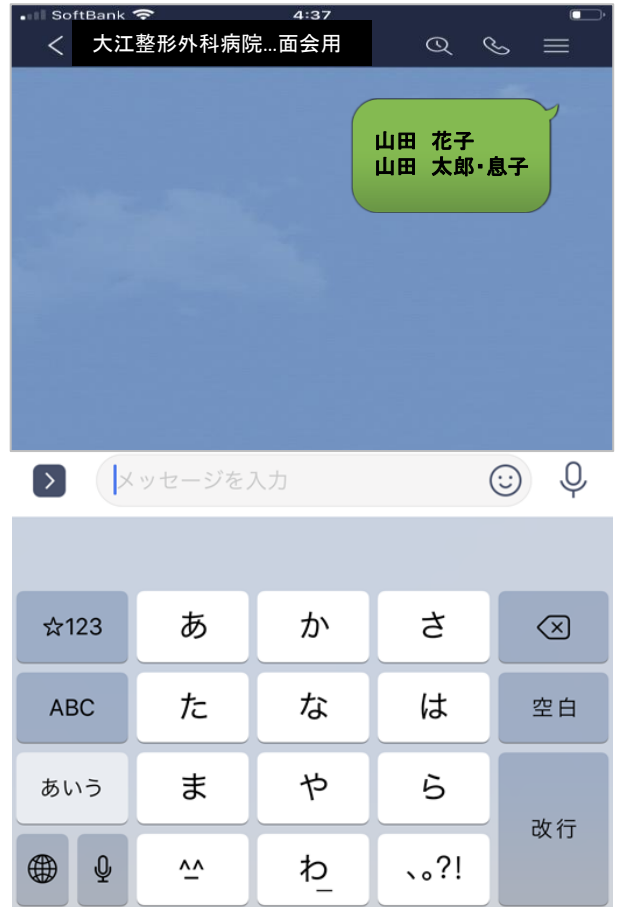 SoftBank 4:37
大江整形外科病院...面会用
山田　花子
山田　太郎・息子
メッセージを入力
☆123 あ か さ
ABC た な は 空白
あいう ま や ら 改行
^_^ わ_ 、。?!